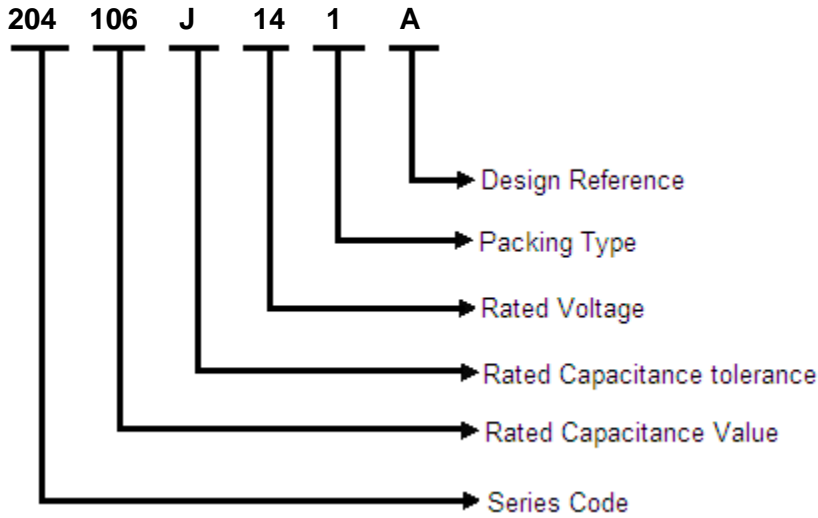 204 106 J 14 1 A
Design Reference
Packing Type
Rated Voltage
Rated Capacitance tolerance
Rated Capacitance Value
Series Code